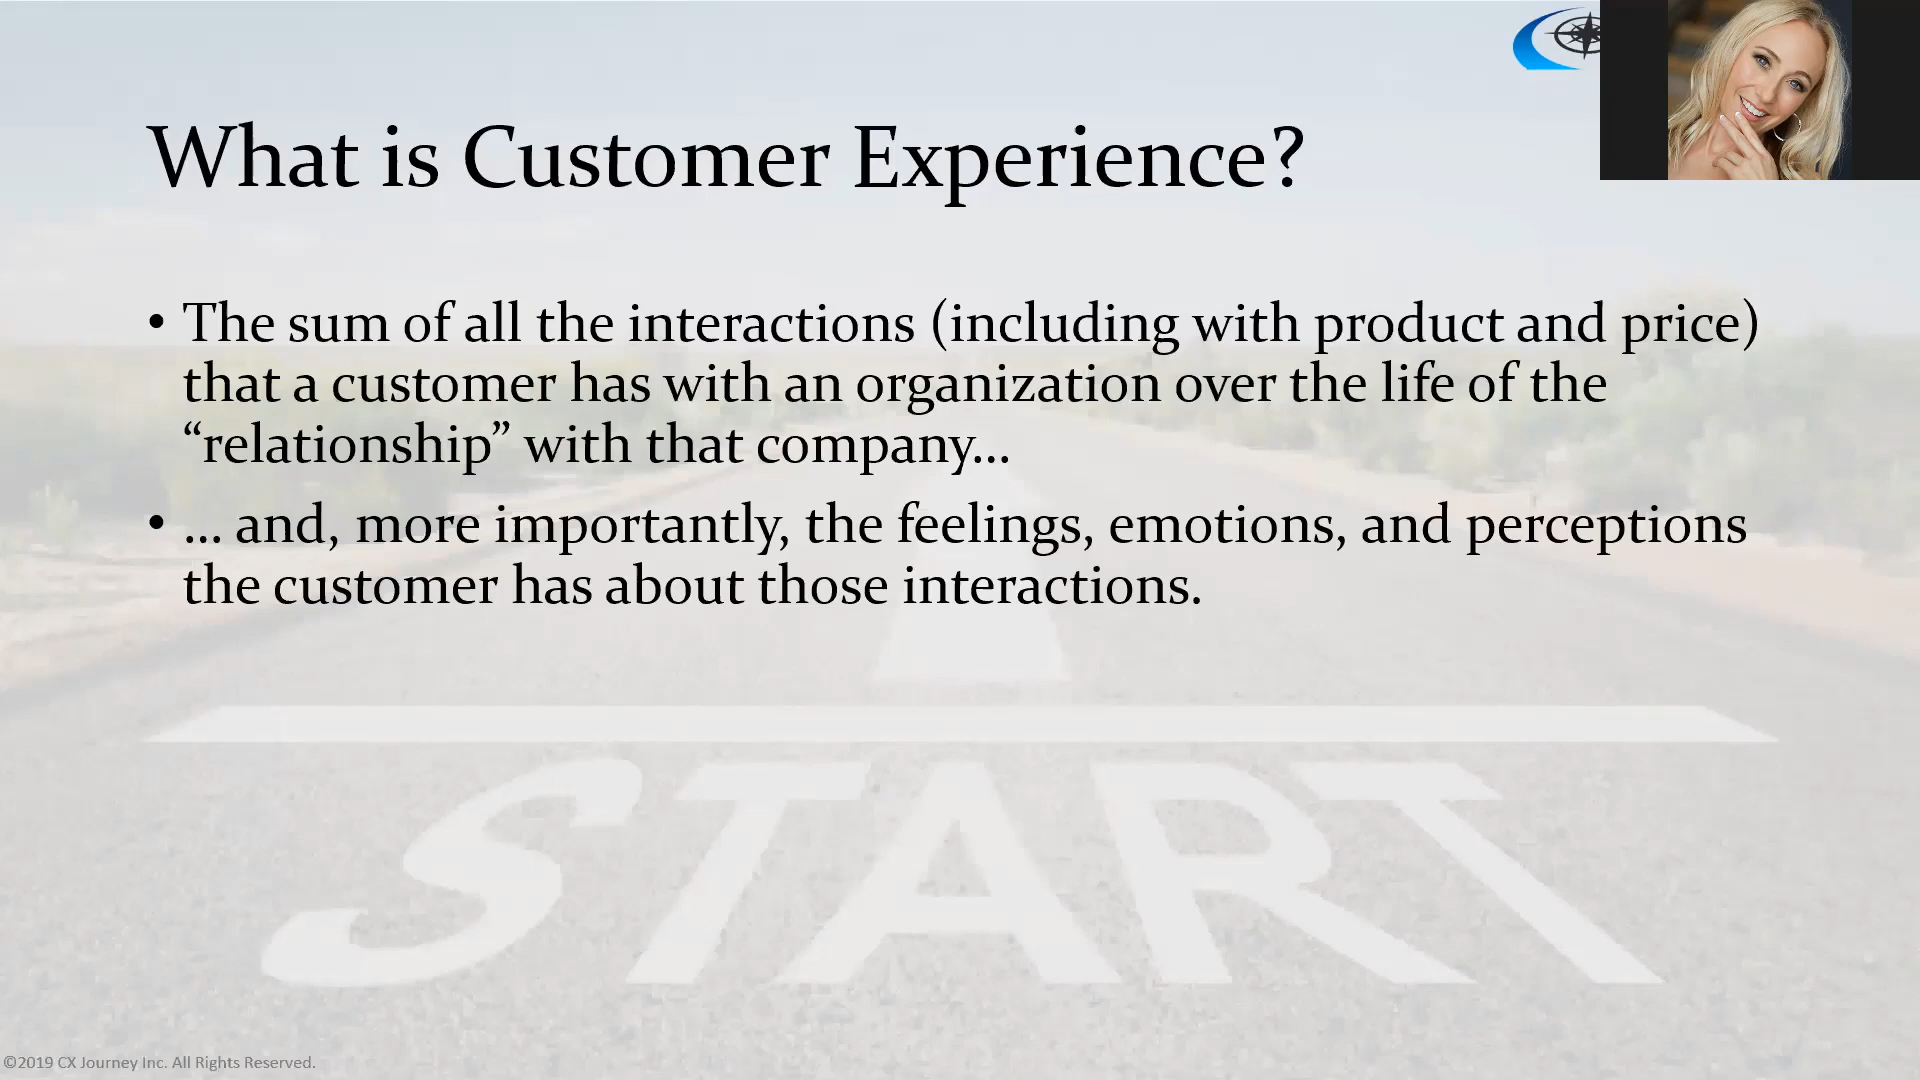 What is Customer Experience?
• The sum of all the interactions (including with product and price)
that a customer has with an organization over the life of the
“relationship” with that company…
• … and, more importantly, the feelings, emotions, and perceptions
the customer has about those interactions.
START
©2019 CX Journey Inc. All Rights Reserved.